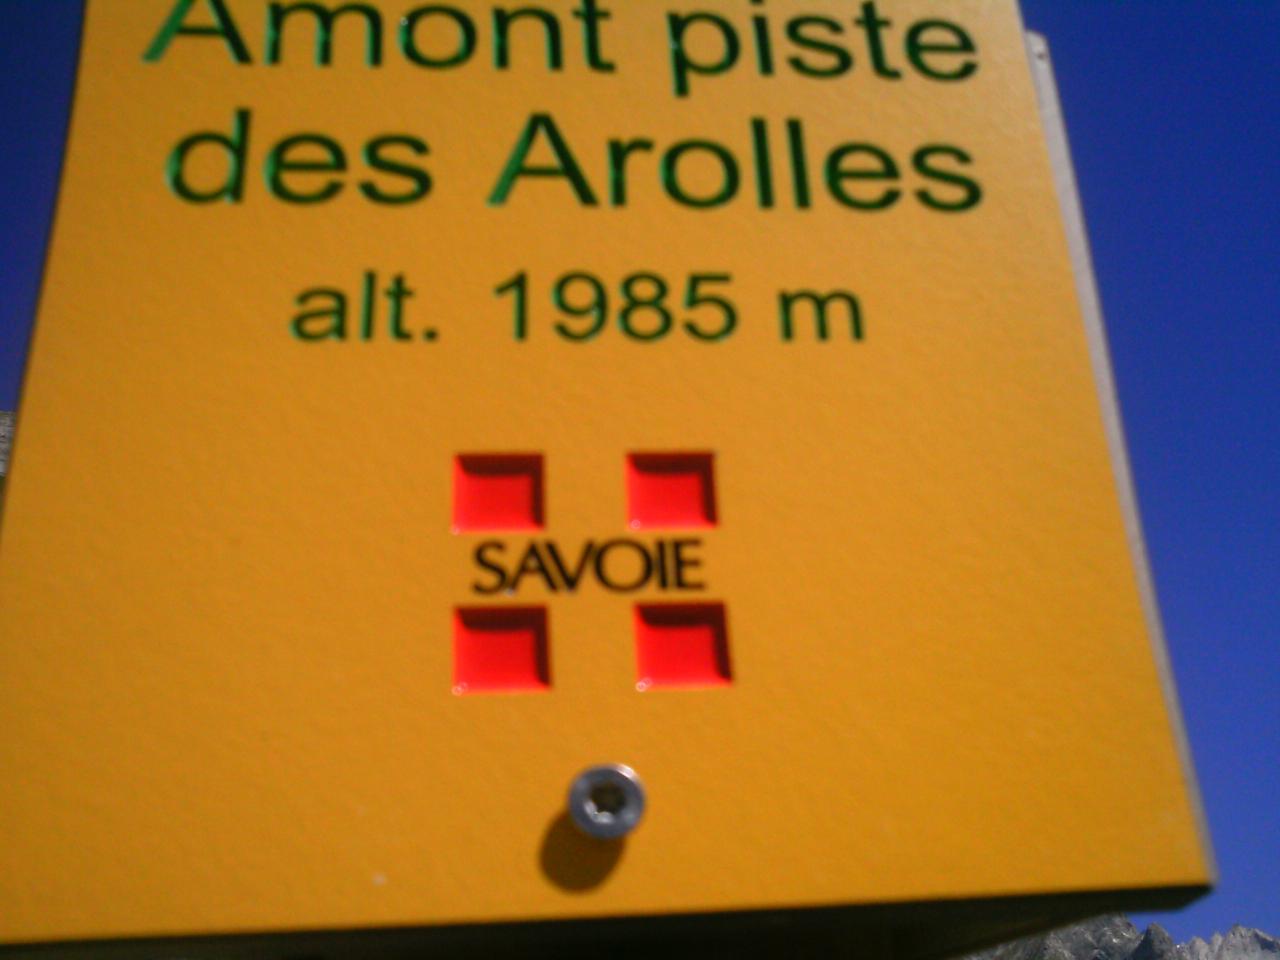 Amont piste
des Arolles
alt. 1985 m
SAVOIE